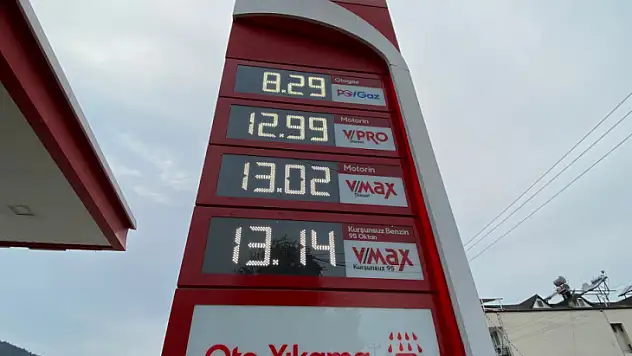 8.29
Otogaz
PO/Gaz
12.99
Motorin
V/PRO
13.02
Motorin
V/MAX
13.14
Kurşunsuz Benzin
95 Oktan
V/MAX
Kurşunsuz 95
Oto Yıkama